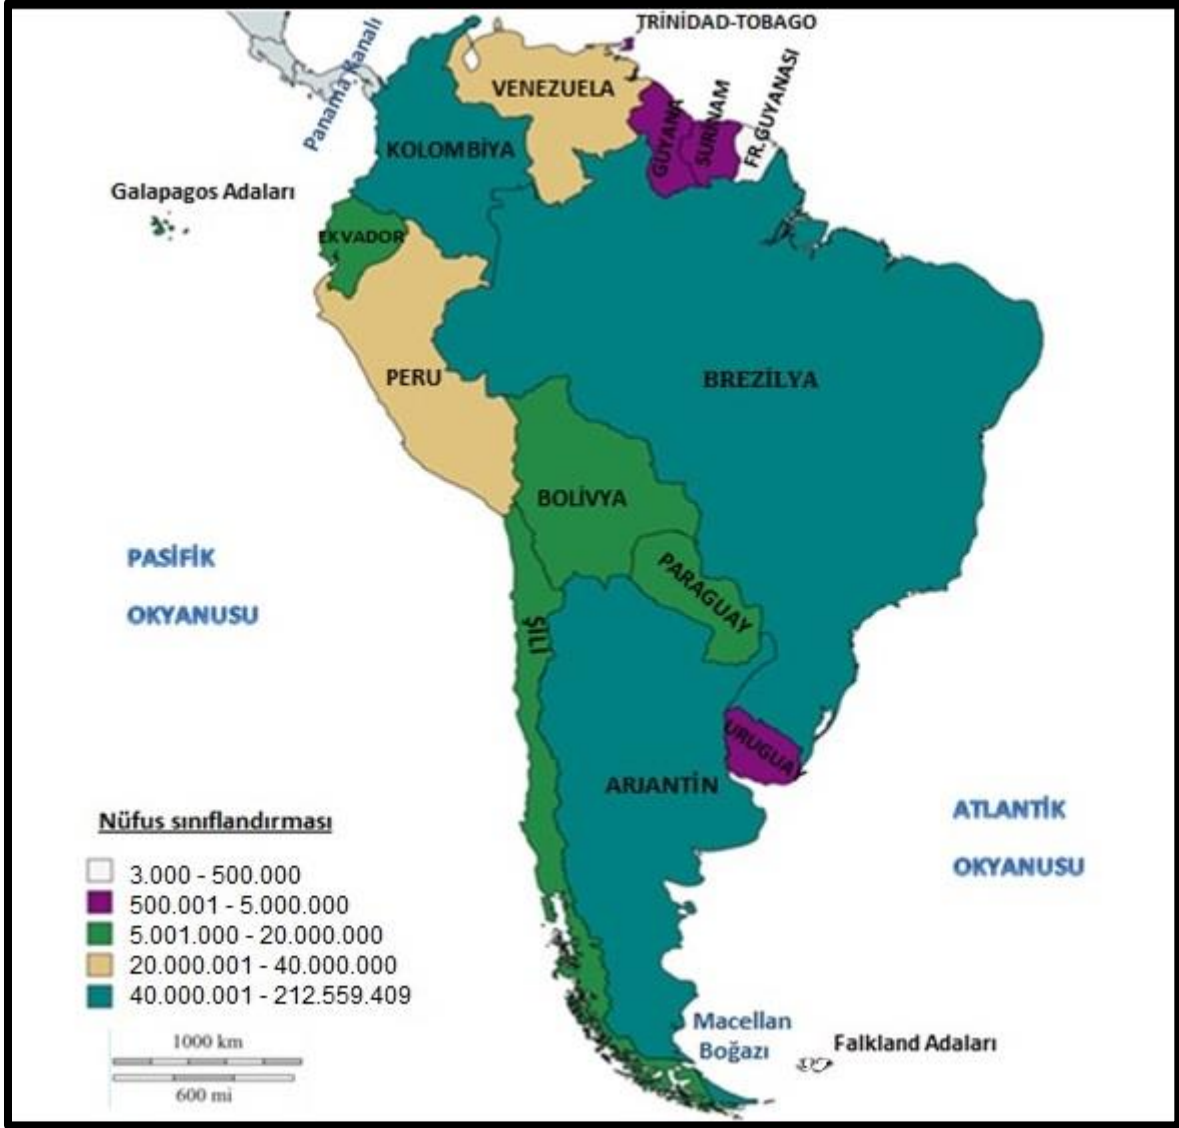 TRİNİDAD-TOBAGO
Panama Kanalı
VENEZUELA
GUYANA
SURİNAM
FR. GUYANASI
KOLOMBİYA
Galapagos Adaları
EKVADOR
PERU
BREZİLYA
BOLİVYA
PASİFİK
OKYANUSU
PARAGUAY
ŞİLİ
URUGUAY
ARJANTİN
ATLANTİK
OKYANUSU
Nüfus sınıflandırması
3.000 - 500.000
500.001 - 5.000.000
5.001.000 - 20.000.000
20.000.001 - 40.000.000
40.000.001 - 212.559.409
1000 km
600 mi
Macellan
Boğazı
Falkland Adaları